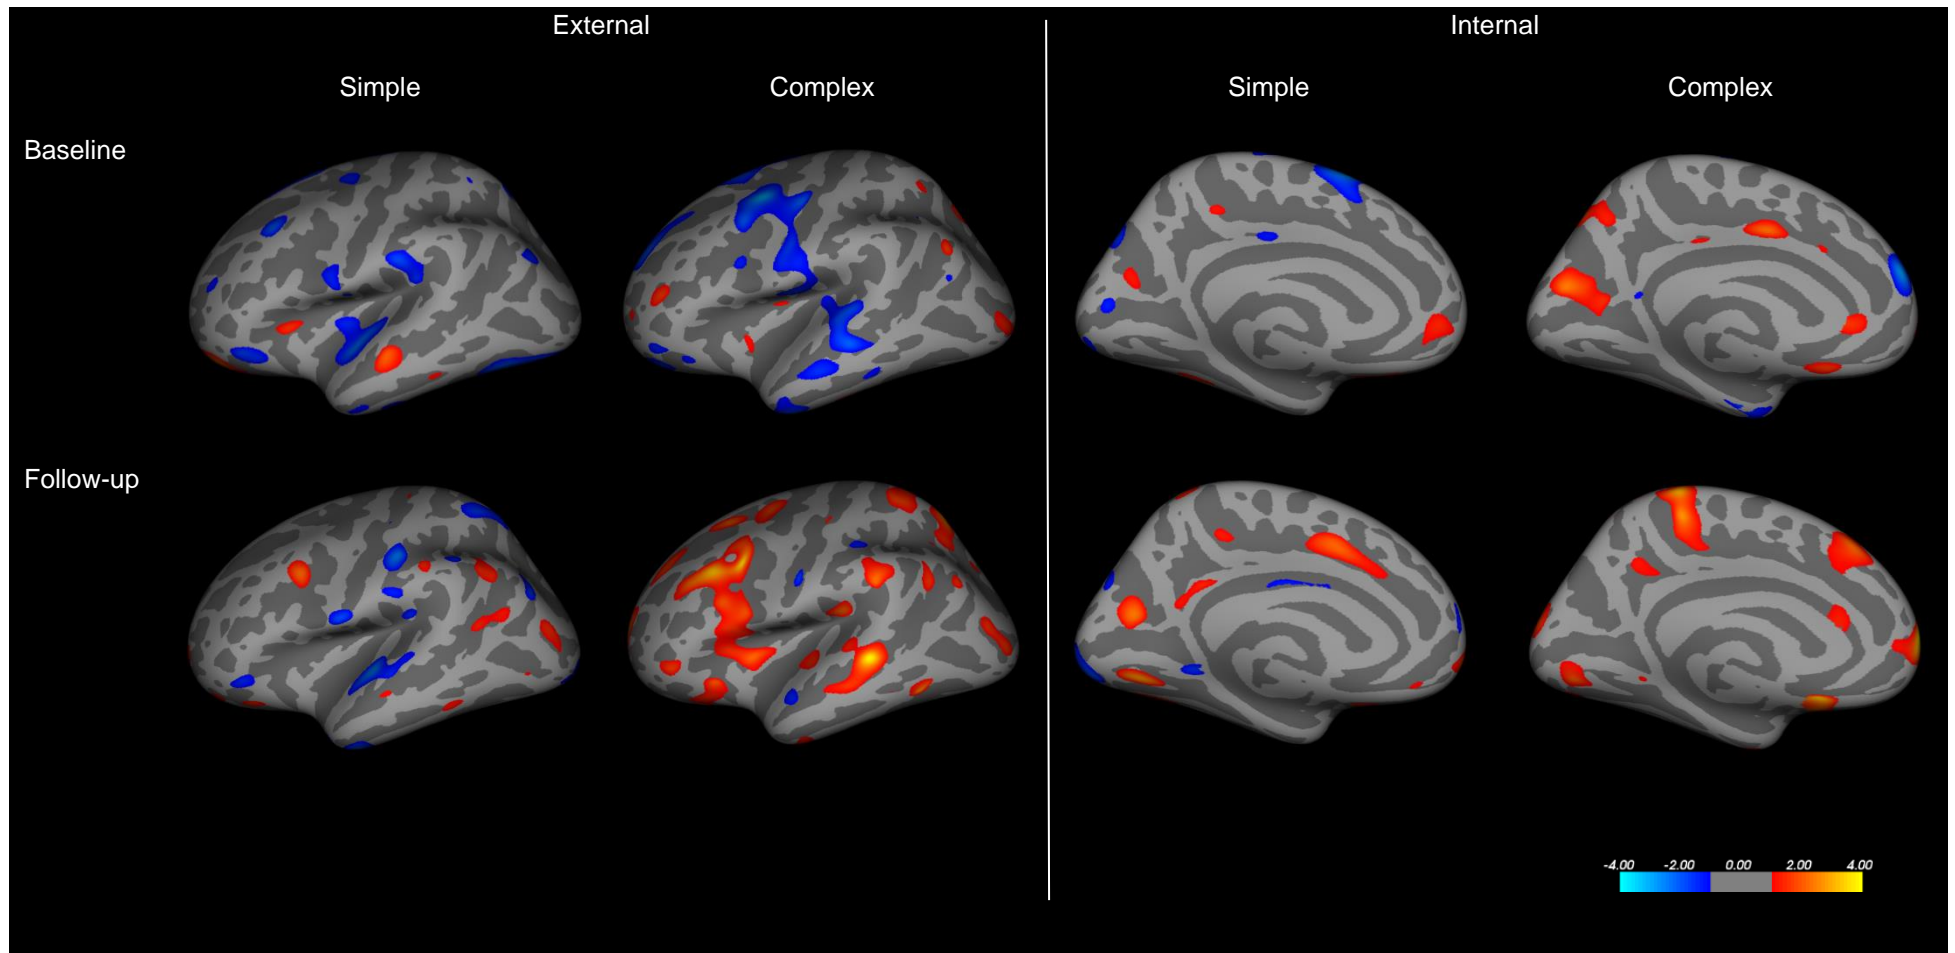 External Internal
Simple Complex Simple Complex
Baseline
Follow-up
-4.00 -2.00 0.00 2.00 4.00